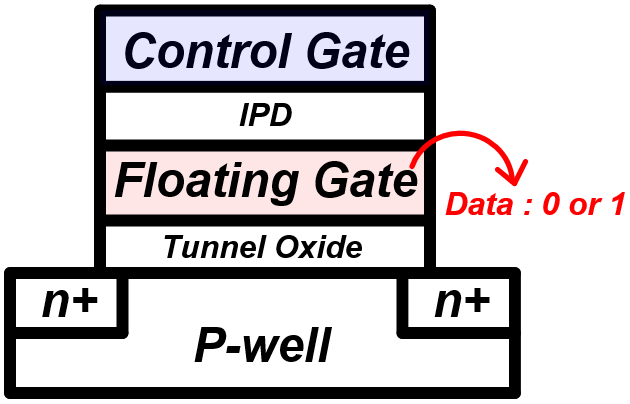 Control Gate
IPD
Floating Gate
Data : 0 or 1
Tunnel Oxide
n+
n+
P-well